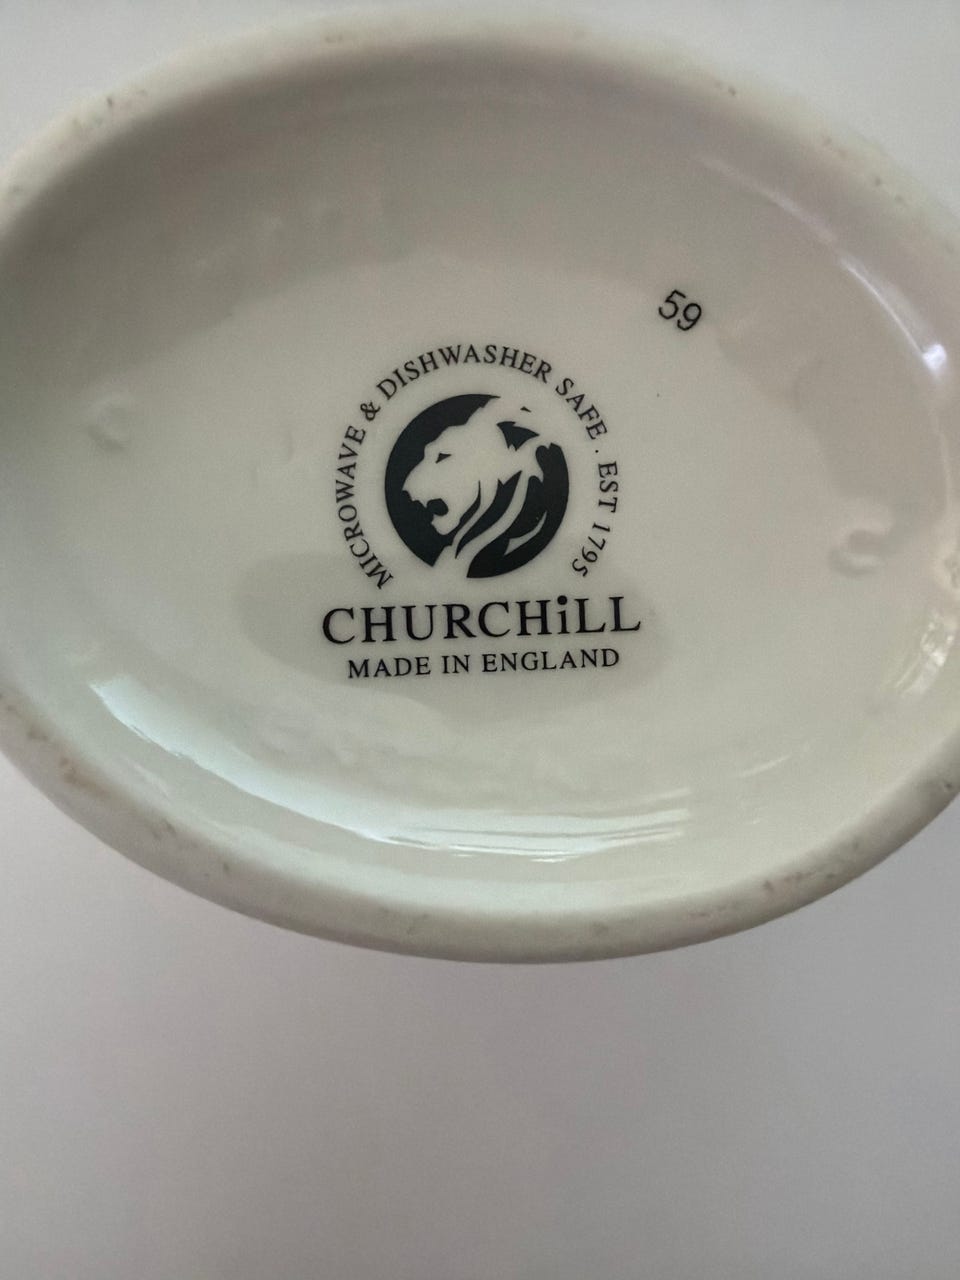 59
MICROWAVE & DISHWASHER SAFE . EST 1795
CHURCHiLL
MADE IN ENGLAND